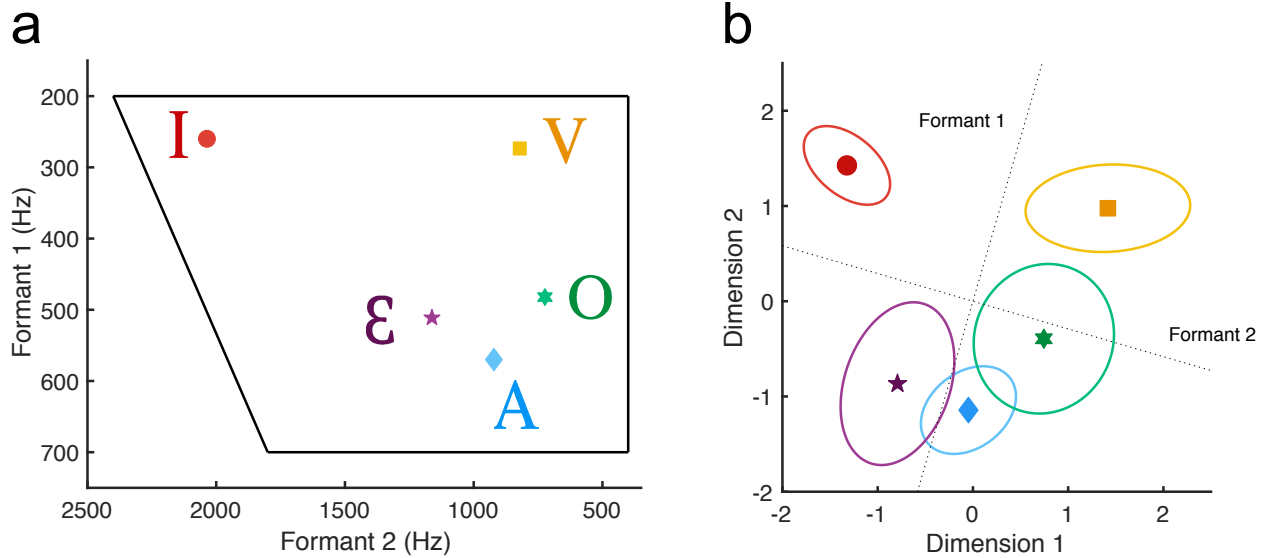 a
200
300
400
500
600
700
Formant 1 (Hz)
2500
2000
1500
1000
500
Formant 2 (Hz)
I
V
Ɛ
O
A
b
2
1
0
-1
-2
Dimension 2
-2
-1
0
1
2
Dimension 1
Formant 1
Formant 2